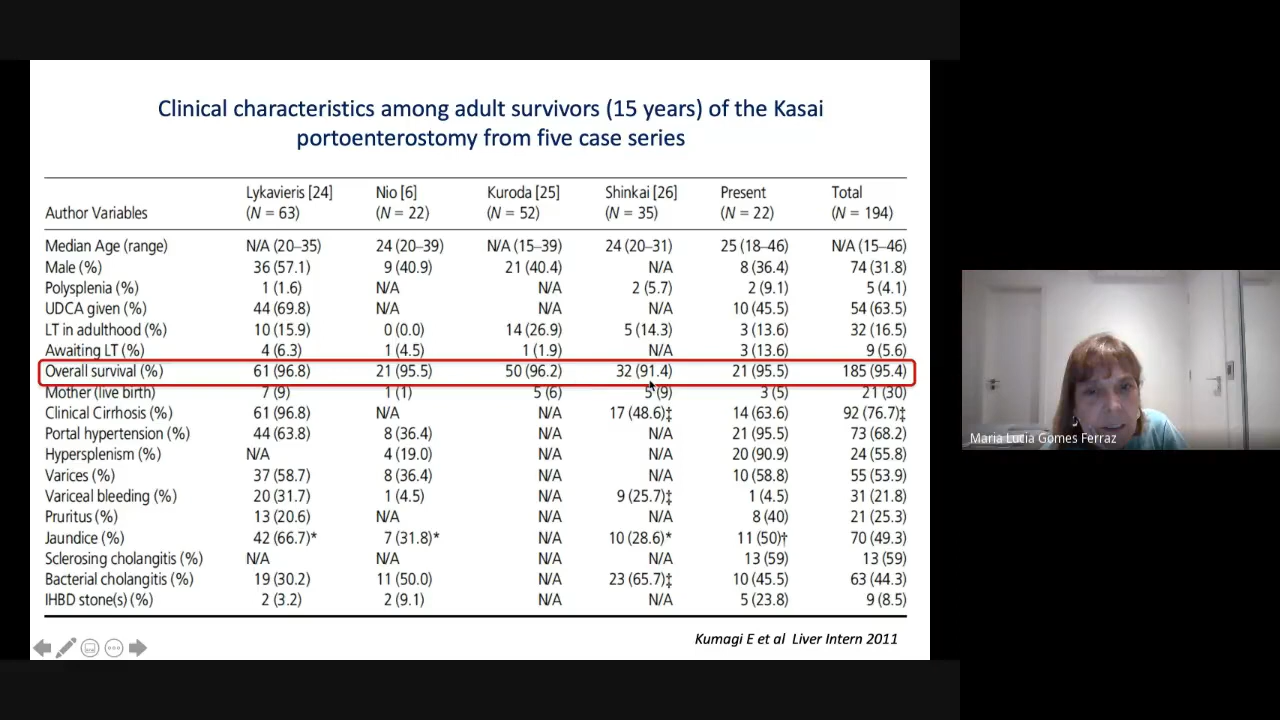 Clinical characteristics among adult survivors (15 years) of the Kasai
portoenterostomy from five case series
Author Variables Lykavieris [24] (N = 63) Nio [6] (N = 22) Kuroda [25] (N = 52) Shinkai [26] (N = 35) Present (N = 22) Total (N = 194)
Median Age (range) N/A (20–35) 24 (20–39) N/A (15–39) 24 (20–31) 25 (18–46) N/A (15–46)
Male (%) 36 (57.1) 9 (40.9) 21 (40.4) N/A 8 (36.4) 74 (31.8)
Polysplenia (%) 1 (1.6) N/A N/A 2 (5.7) 2 (9.1) 5 (4.1)
UDCA given (%) 44 (69.8) N/A N/A N/A 10 (45.5) 54 (63.5)
LT in adulthood (%) 10 (15.9) 0 (0.0) 14 (26.9) 5 (14.3) 3 (13.6) 32 (16.5)
Awaiting LT (%) 4 (6.3) 1 (4.5) 1 (1.9) N/A 3 (13.6) 9 (5.6)
Overall survival (%) 61 (96.8) 21 (95.5) 50 (96.2) 32 (91.4) 21 (95.5) 185 (95.4)
Mother (live birth) 7 (9) 1 (1) 5 (6) 5 (9) 3 (5) 21 (30)
Clinical Cirrhosis (%) 61 (96.8) N/A N/A 17 (48.6)‡ 14 (63.6) 92 (76.7)‡
Portal hypertension (%) 44 (63.8) 8 (36.4) N/A N/A 21 (95.5) 73 (68.2)
Hypersplenism (%) N/A 4 (19.0) N/A N/A 20 (90.9) 24 (55.8)
Varices (%) 37 (58.7) 8 (36.4) N/A N/A 10 (58.8) 55 (53.9)
Variceal bleeding (%) 20 (31.7) 1 (4.5) N/A 9 (25.7)‡ 1 (4.5) 31 (21.8)
Pruritus (%) 13 (20.6) N/A N/A N/A 8 (40) 21 (25.3)
Jaundice (%) 42 (66.7)* 7 (31.8)* N/A 10 (28.6)* 11 (50)† 70 (49.3)
Sclerosing cholangitis (%) N/A N/A N/A N/A 13 (59) 13 (59)
Bacterial cholangitis (%) 19 (30.2) 11 (50.0) N/A 23 (65.7)‡ 10 (45.5) 63 (44.3)
IHBD stone(s) (%) 2 (3.2) 2 (9.1) N/A N/A 5 (23.8) 9 (8.5)
Kumagi E et al Liver Intern 2011
Maria Lucia Gomes Ferraz